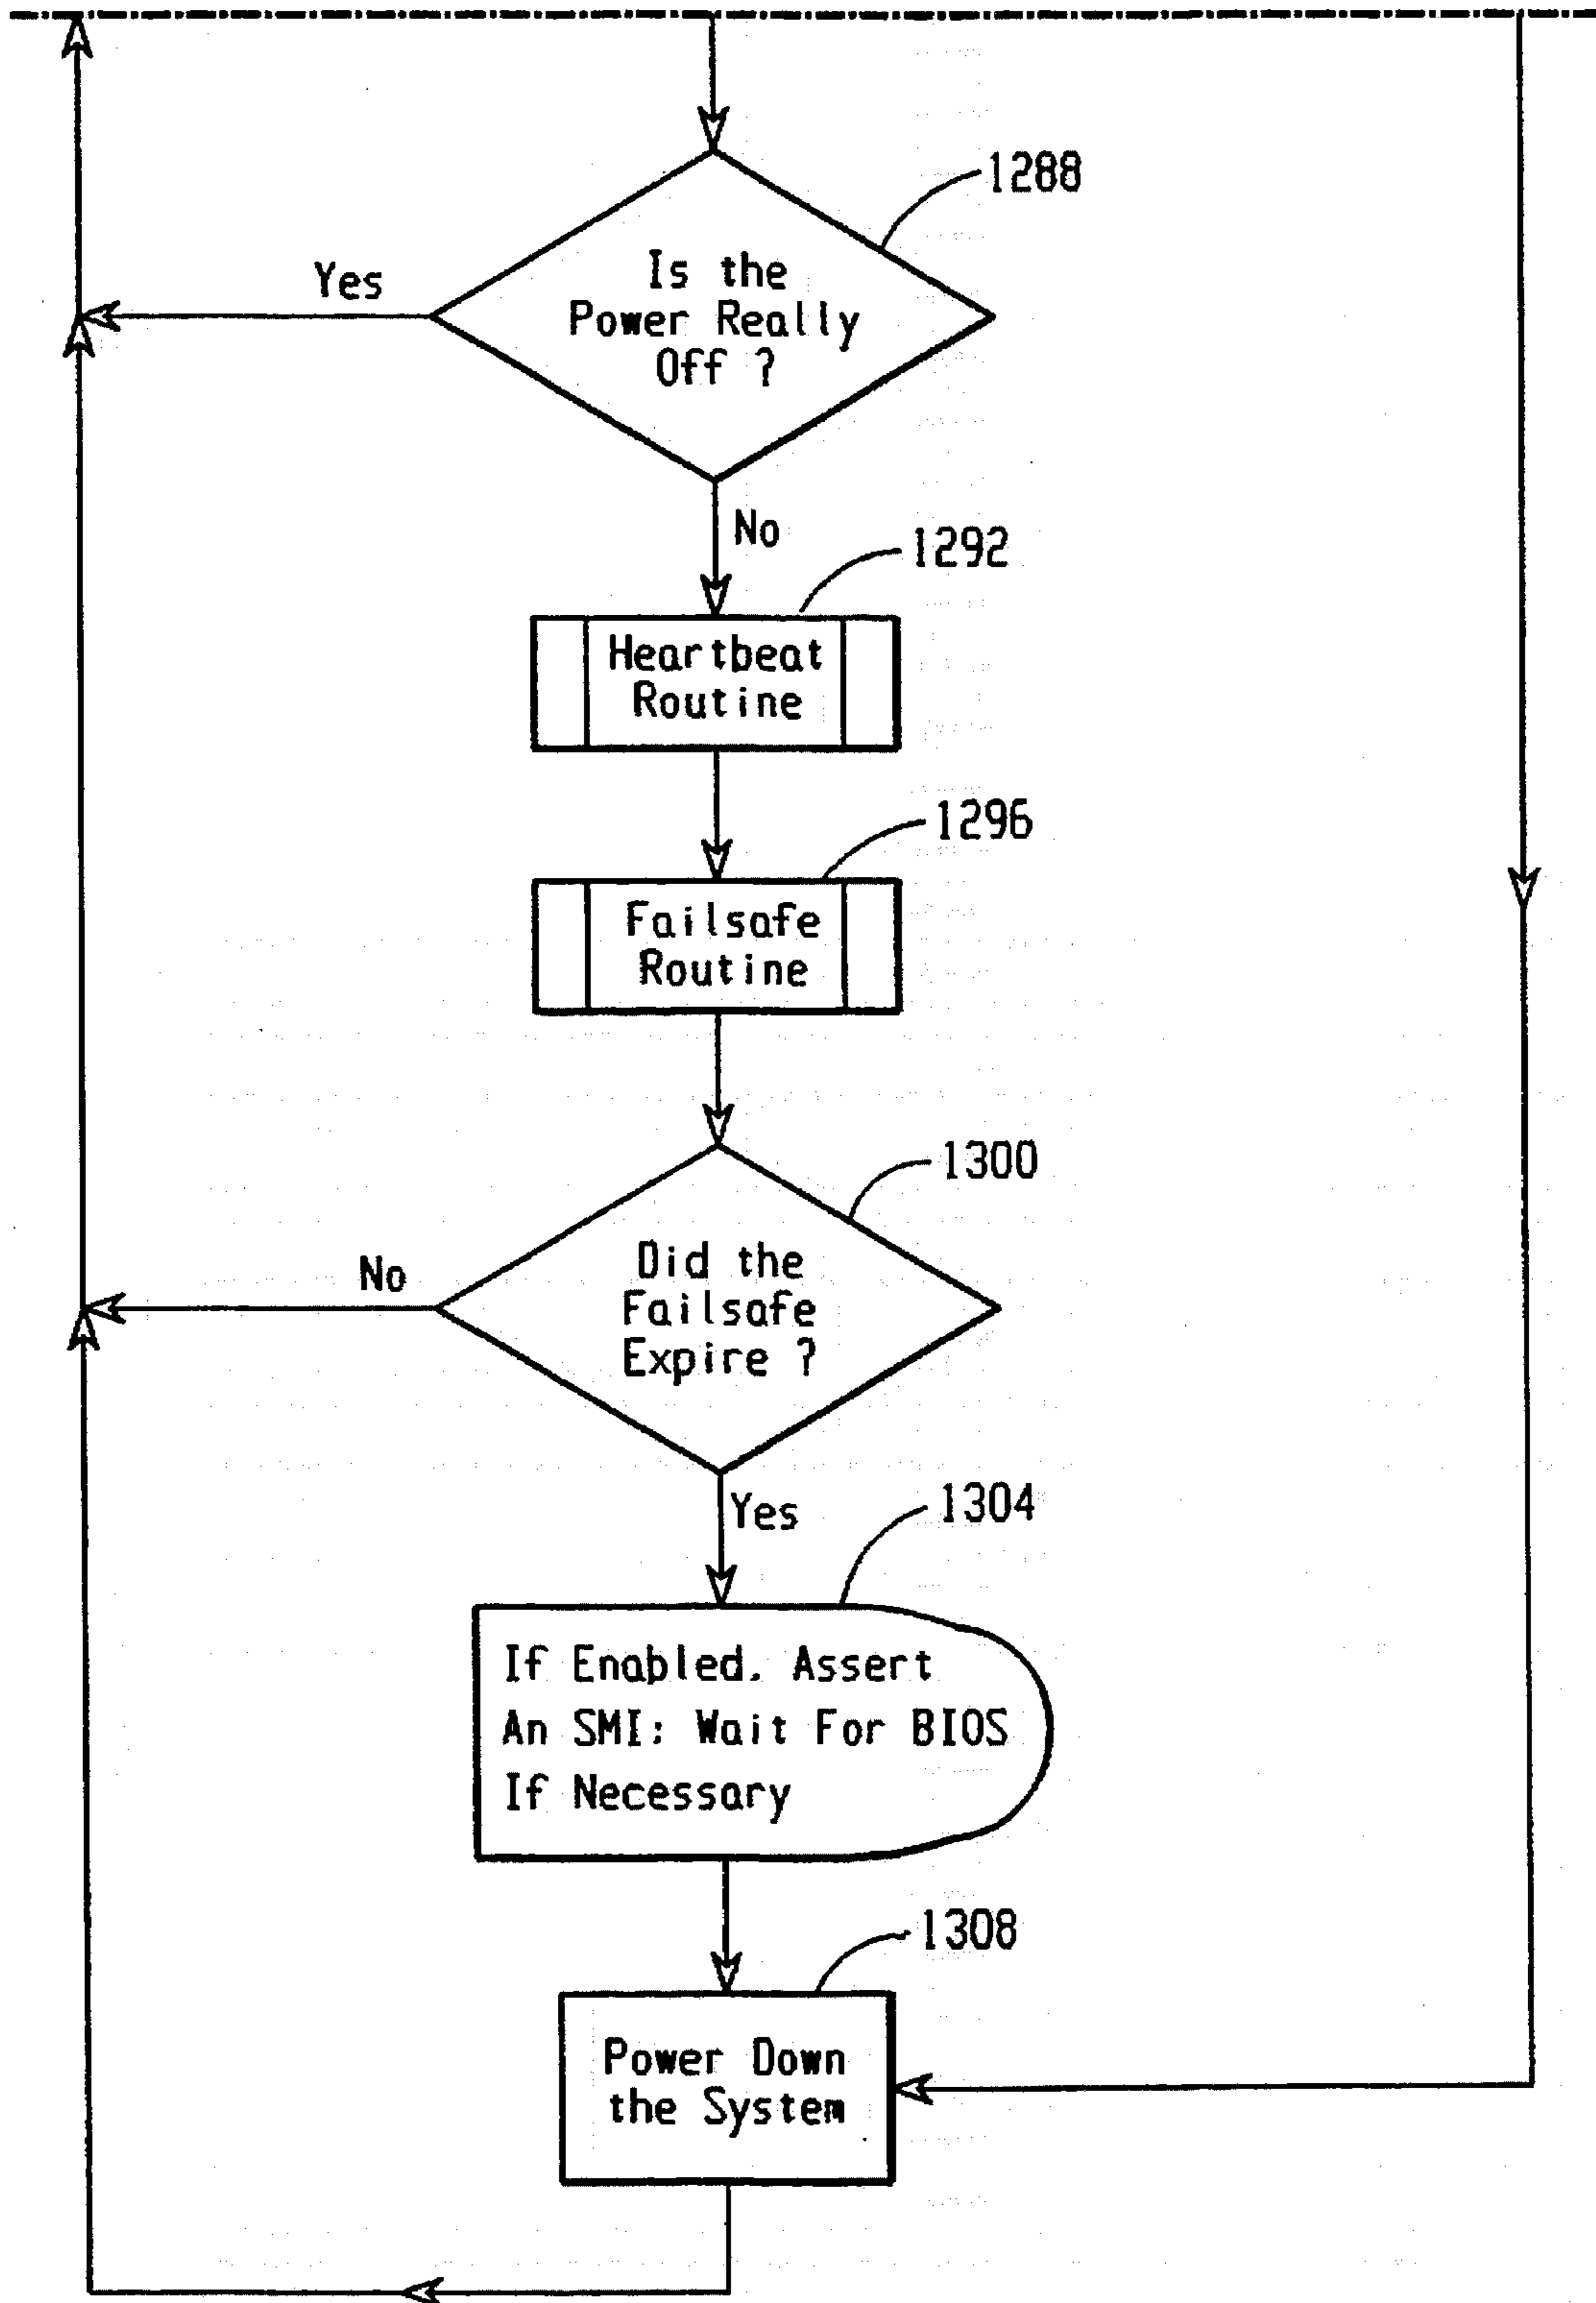 1288
Is the
Power Really
Off ?
Yes
No
1292
Heartbeat
Routine
1296
Failsafe
Routine
1300
Did the
Failsafe
Expire ?
No
Yes
1304
If Enabled. Assert
An SMI; Wait For BIOS
If Necessary
1308
Power Down
the System